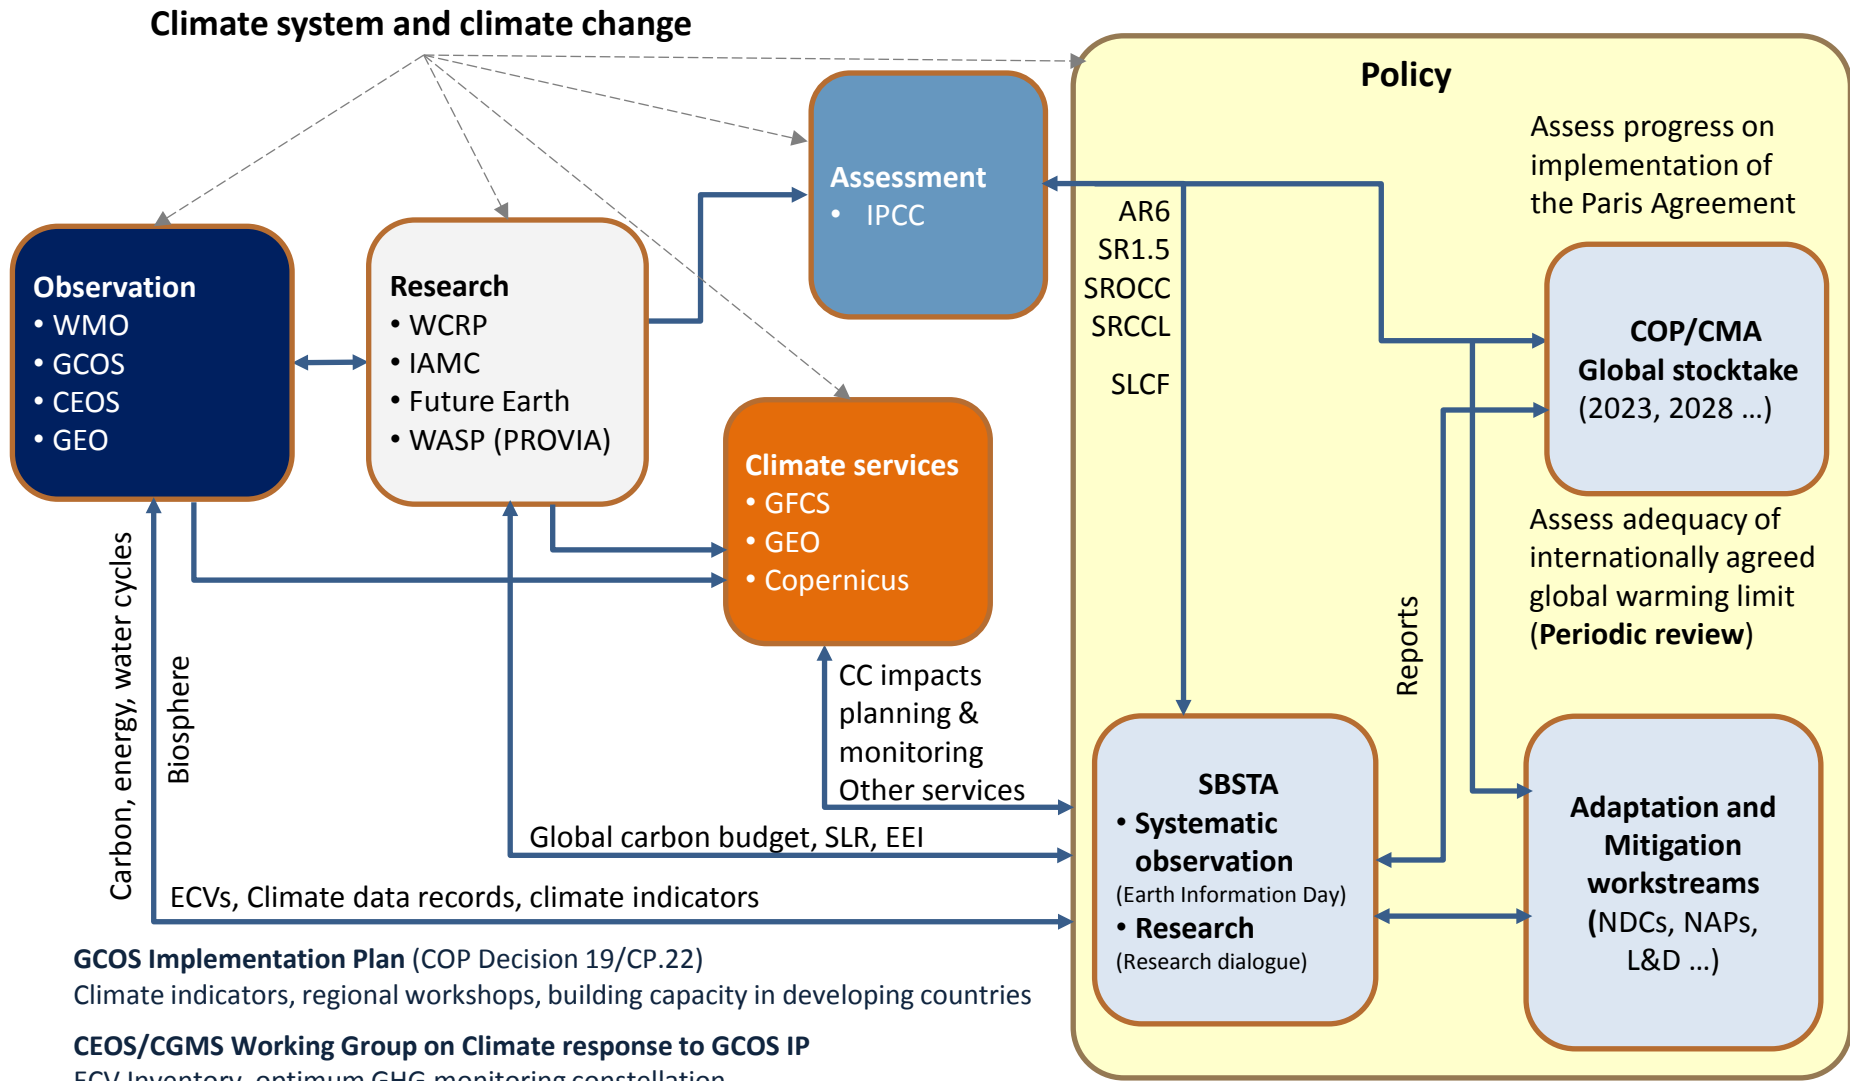 Climate system and climate change
Policy
Assess progress on
implementation of
the Paris Agreement
Assessment
• IPCC
AR6
SR1.5
SROCC
SRCCL
SLCF
Observation
• WMO
• GCOS
• CEOS
• GEO
Research
• WCRP
• IAMC
• Future Earth
• WASP (PROVIA)
COP/CMA
Global stocktake
(2023, 2028 ...)
Climate services
• GFCS
• GEO
• Copernicus
Assess adequacy of
internationally agreed
global warming limit
(Periodic review)
Reports
Carbon, energy, water cycles
Biosphere
CC impacts
planning &
monitoring
Other services
Global carbon budget, SLR, EEI
ECVs, Climate data records, climate indicators
SBSTA
• Systematic
observation
(Earth Information Day)
• Research
(Research dialogue)
Adaptation and
Mitigation
workstreams
(NDCs, NAPs,
L&D ...)
GCOS Implementation Plan (COP Decision 19/CP.22)
Climate indicators, regional workshops, building capacity in developing countries
CEOS/CGMS Working Group on Climate response to GCOS IP
ECV Inventory, optimum GHG monitoring constellation